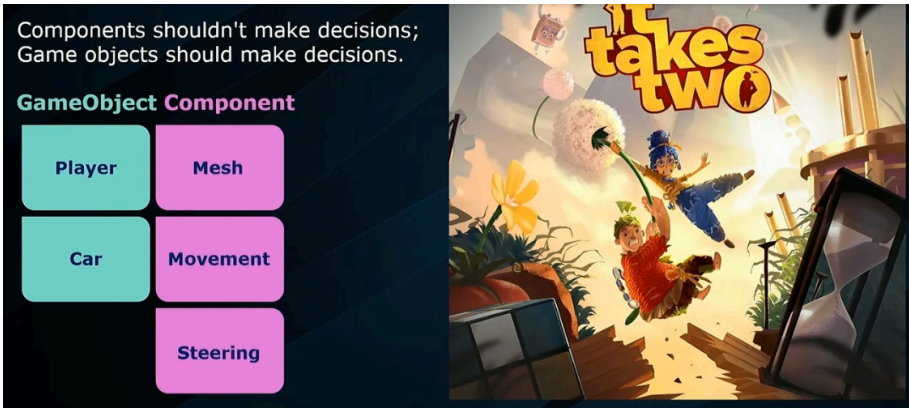 Components shouldn't make decisions;
Game objects should make decisions.
GameObject Component
Player Mesh
Car Movement
Steering
it
takes
two